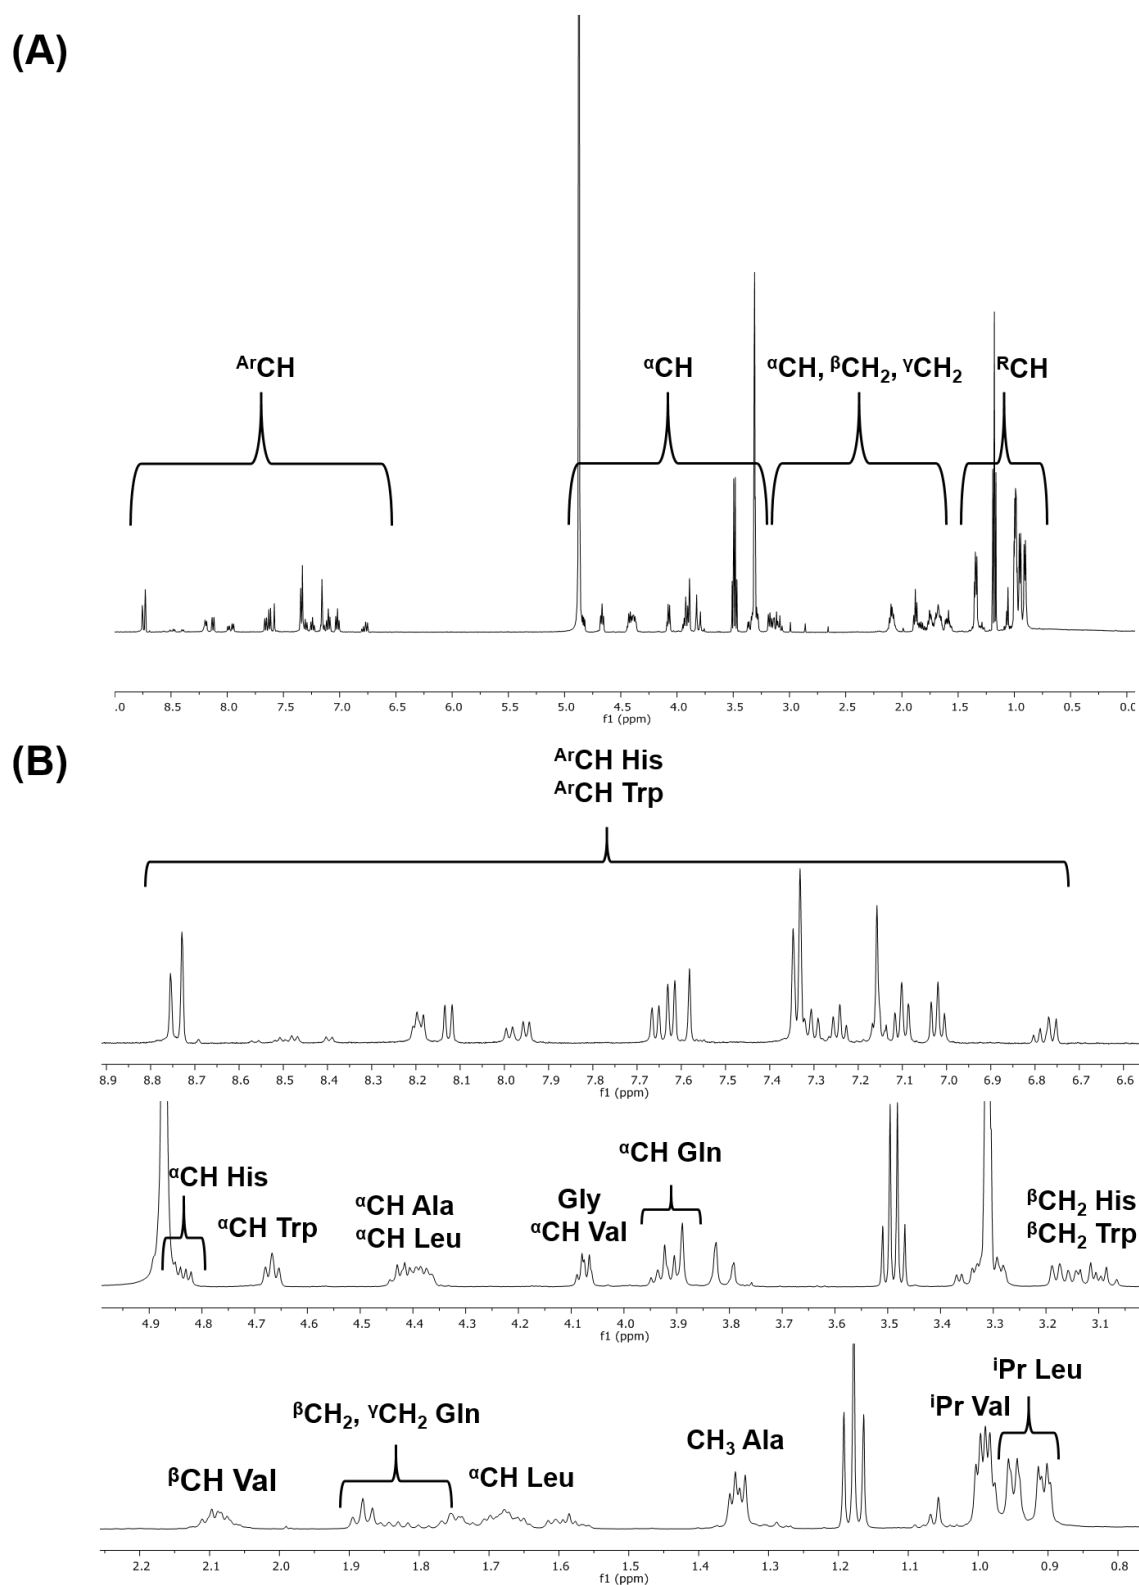 (A)
ArCH
αCH
αCH, βCH2, γCH2
RCH
.0 8.5 8.0 7.5 7.0 6.5 6.0 5.5 5.0 4.5 4.0 3.5 3.0 2.5 2.0 1.5 1.0 0.5 0.0
f1 (ppm)
(B)
ArCH His
ArCH Trp
8.9 8.8 8.7 8.6 8.5 8.4 8.3 8.2 8.1 8.0 7.9 7.8 7.7 7.6 7.5 7.4 7.3 7.2 7.1 7.0 6.9 6.8 6.7 6.6
f1 (ppm)
αCH His
αCH Trp
αCH Ala
αCH Leu
Gly
αCH Val
αCH Gln
βCH2 His
βCH2 Trp
4.9 4.8 4.7 4.6 4.5 4.4 4.3 4.2 4.1 4.0 3.9 3.8 3.7 3.6 3.5 3.4 3.3 3.2 3.1
f1 (ppm)
βCH Val
βCH2, γCH2 Gln
αCH Leu
CH3 Ala
iPr Val
iPr Leu
2.2 2.1 2.0 1.9 1.8 1.7 1.6 1.5 1.4 1.3 1.2 1.1 1.0 0.9 0.8
f1 (ppm)